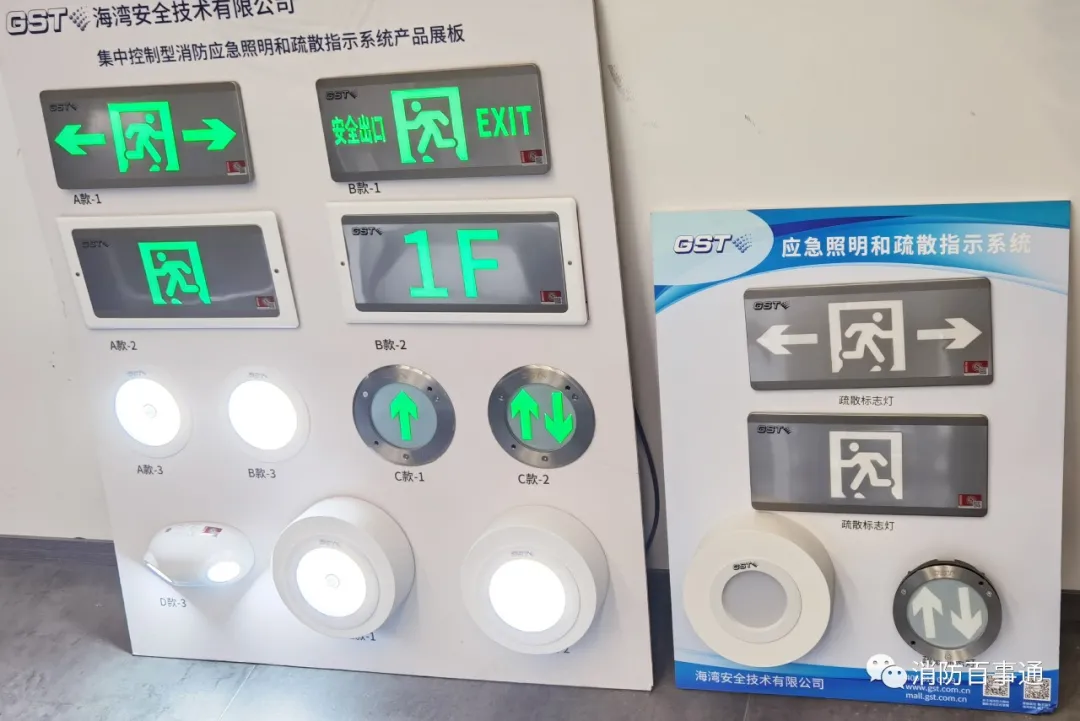 GST 海湾安全技术有限公司
集中控制型消防应急照明和疏散指示系统产品展板
GST
A款-1
GST
安全出口 EXIT
B款-1
GST
A款-2
GST
1F
B款-2
A款-3
B款-3
C款-1
C款-2
D款-3
GST 应急照明和疏散指示系统
GST
疏散标志灯
GST
疏散标志灯
GST
海湾安全技术有限公司
www.gst.com.cn
mail.gst.com.cn
消防百事通